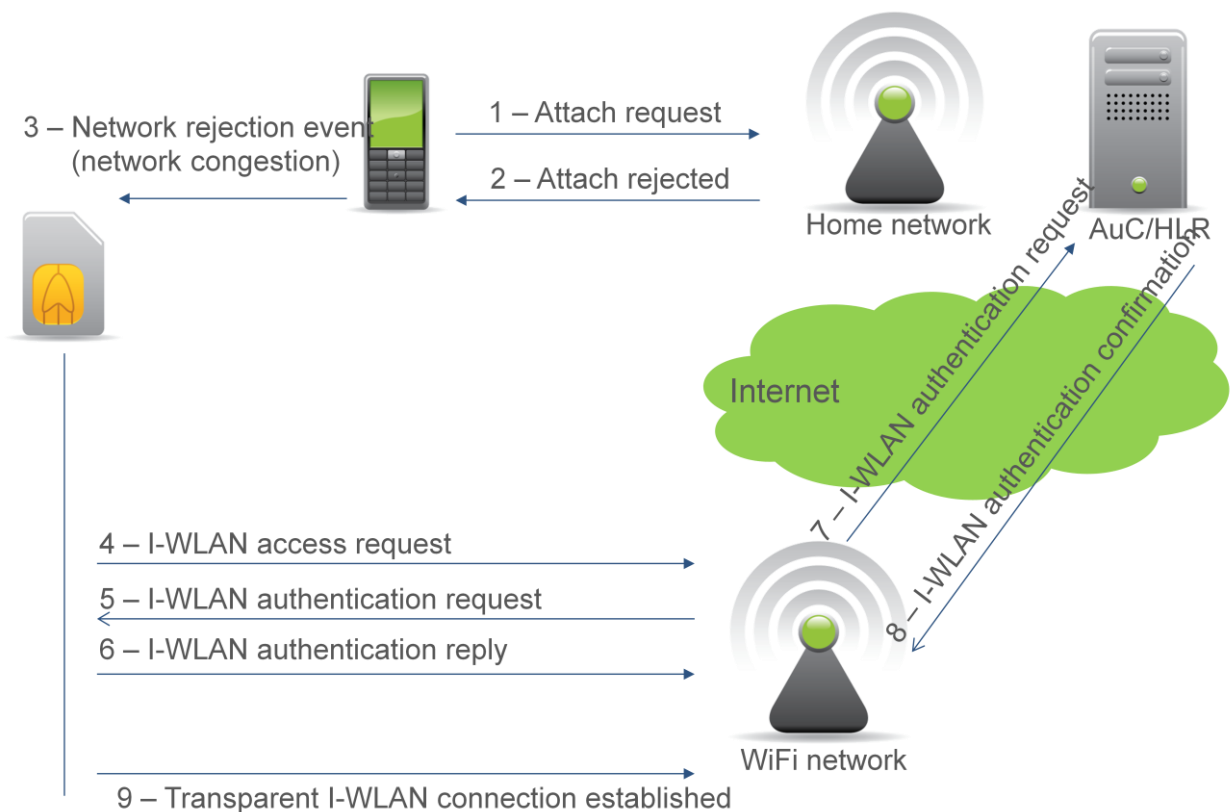 1 – Attach request
3 – Network rejection event
(network congestion)
2 – Attach rejected
Home network
AuC/HLR
Internet
7 – I-WLAN authentication request
8 – I-WLAN authentication confirmation
4 – I-WLAN access request
5 – I-WLAN authentication request
6 – I-WLAN authentication reply
WiFi network
9 – Transparent I-WLAN connection established